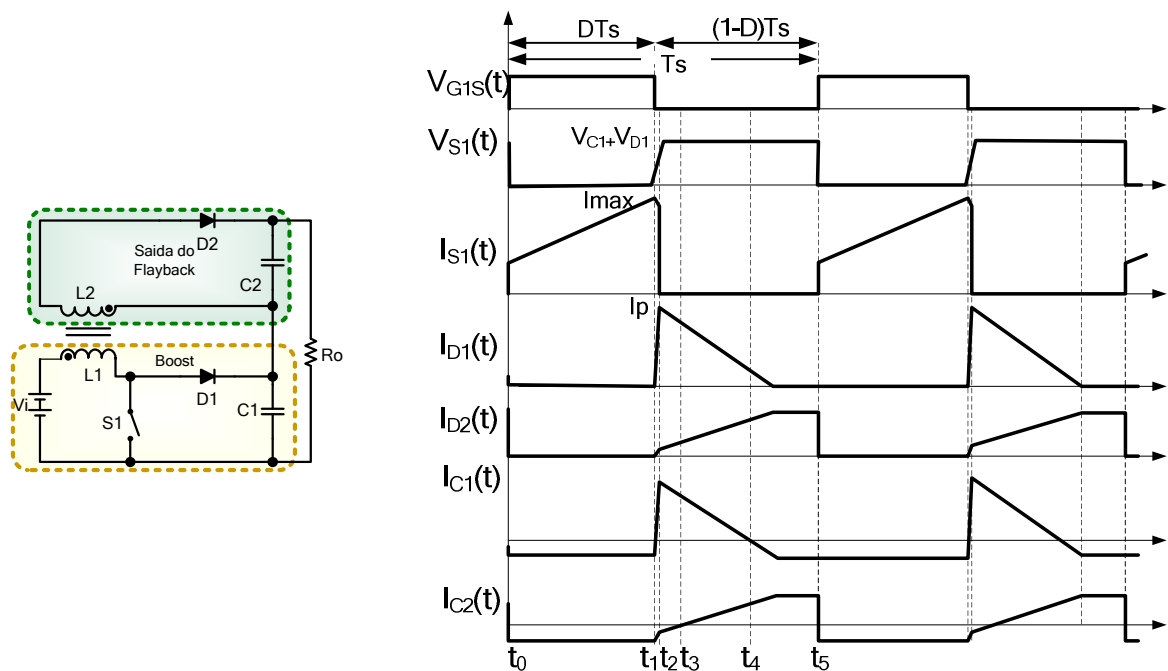 D2
Saida do
Flayback
C2
L2
Ro
Boost
L1
D1
C1
Vi
S1
DTs
(1-D)Ts
Ts
VG1S(t)
VS1(t)
VC1+VD1
Imax
IS1(t)
Ip
ID1(t)
ID2(t)
IC1(t)
IC2(t)
t0 t1 t2 t3 t4 t5